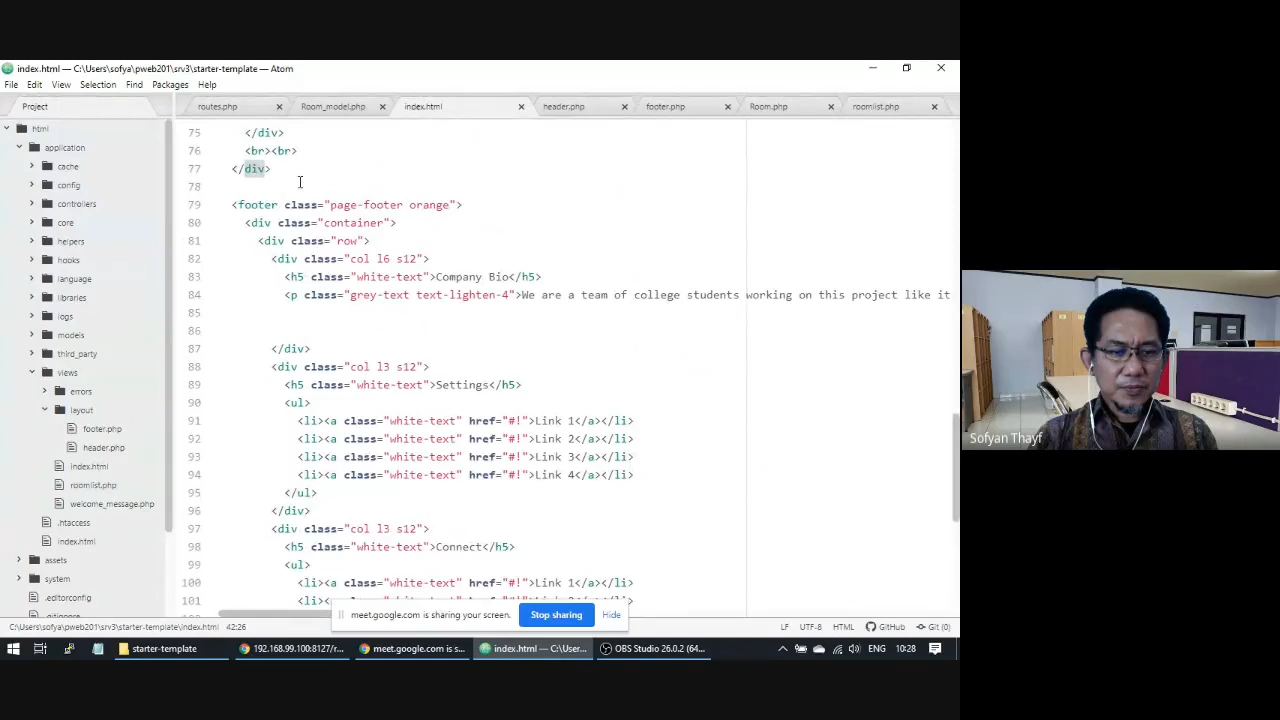 index.html — C:\Users\sofya\pweb201\srv3\starter-template — Atom
File Edit View Selection Find Packages Help
Project
routes.php
Room_model.php
index.html
header.php
footer.php
Room.php
roomlist.php
html
application
cache
config
controllers
core
helpers
hooks
language
libraries
logs
models
third_party
views
errors
layout
footer.php
header.php
index.html
roomlist.php
welcome_message.php
.htaccess
index.html
assets
system
.editorconfig
75 </div>
76 <br><br>
77 </div>
78
79 <footer class="page-footer orange">
80 <div class="container">
81 <div class="row">
82 <div class="col l6 s12">
83 <h5 class="white-text">Company Bio</h5>
84 <p class="grey-text text-lighten-4">We are a team of college students working on this project like it
85
86
87 </div>
88 <div class="col l3 s12">
89 <h5 class="white-text">Settings</h5>
90 <ul>
91 <li><a class="white-text" href="#!">Link 1</a></li>
92 <li><a class="white-text" href="#!">Link 2</a></li>
93 <li><a class="white-text" href="#!">Link 3</a></li>
94 <li><a class="white-text" href="#!">Link 4</a></li>
95 </ul>
96 </div>
97 <div class="col l3 s12">
98 <h5 class="white-text">Connect</h5>
99 <ul>
100 <li><a class="white-text" href="#!">Link 1</a></li>
101 <li>
meet.google.com is sharing your screen. Stop sharing Hide
C:\Users\sofya\pweb201\srv3\starter-template\index.html 42:26 LF UTF-8 HTML GitHub Git (0)
starter-template
192.168.99.100:8127/r...
meet.google.com is s...
index.html — C:\User...
OBS Studio 26.0.2 (64...
ENG 10:28
Sofyan Thayf